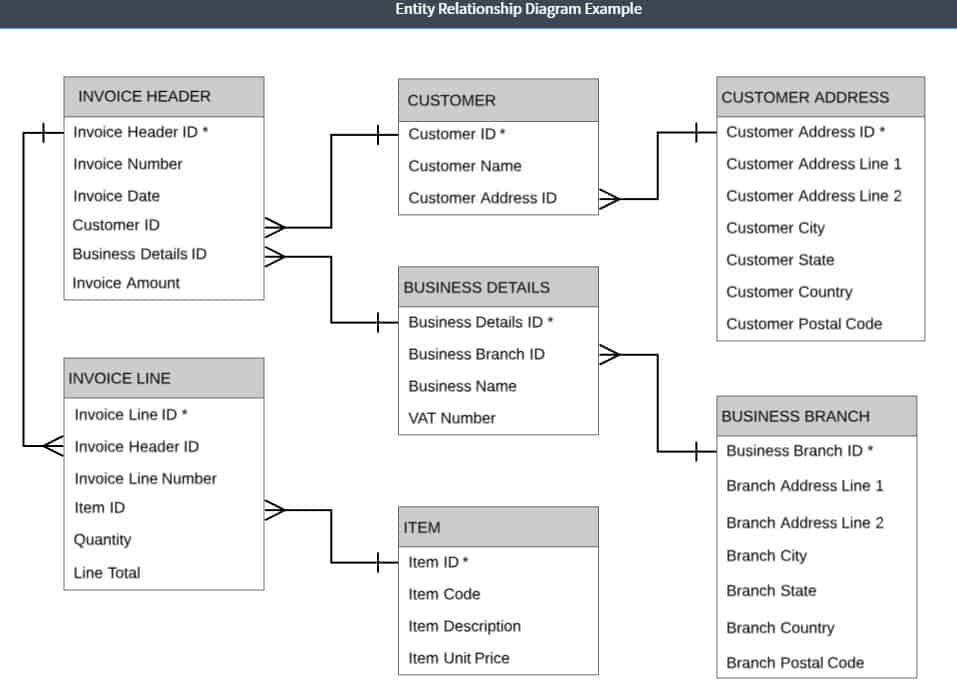 Entity Relationship Diagram Example
INVOICE HEADER
Invoice Header ID *
Invoice Number
Invoice Date
Customer ID
Business Details ID
Invoice Amount
CUSTOMER
Customer ID *
Customer Name
Customer Address ID
CUSTOMER ADDRESS
Customer Address ID *
Customer Address Line 1
Customer Address Line 2
Customer City
Customer State
Customer Country
Customer Postal Code
BUSINESS DETAILS
Business Details ID *
Business Branch ID
Business Name
VAT Number
INVOICE LINE
Invoice Line ID *
Invoice Header ID
Invoice Line Number
Item ID
Quantity
Line Total
ITEM
Item ID *
Item Code
Item Description
Item Unit Price
BUSINESS BRANCH
Business Branch ID *
Branch Address Line 1
Branch Address Line 2
Branch City
Branch State
Branch Country
Branch Postal Code